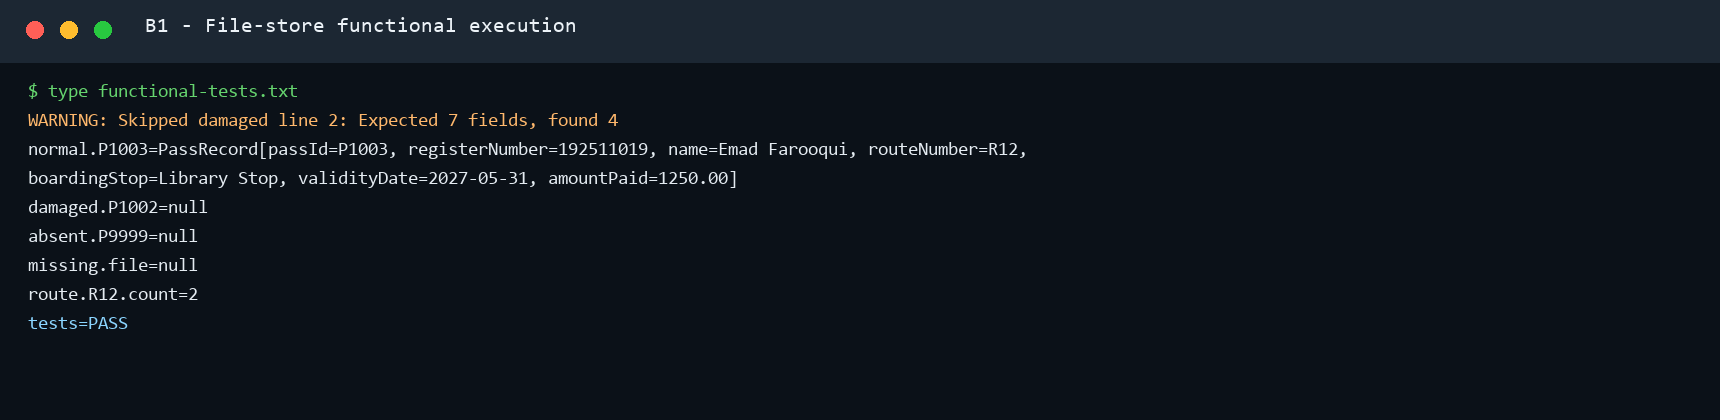 B1 - File-store functional execution
$ type functional-tests.txt
WARNING: Skipped damaged line 2: Expected 7 fields, found 4
normal.P1003=PassRecord[passId=P1003, registerNumber=192511019, name=Emad Farooqui, routeNumber=R12,
boardingStop=Library Stop, validityDate=2027-05-31, amountPaid=1250.00]
damaged.P1002=null
absent.P9999=null
missing.file=null
route.R12.count=2
tests=PASS